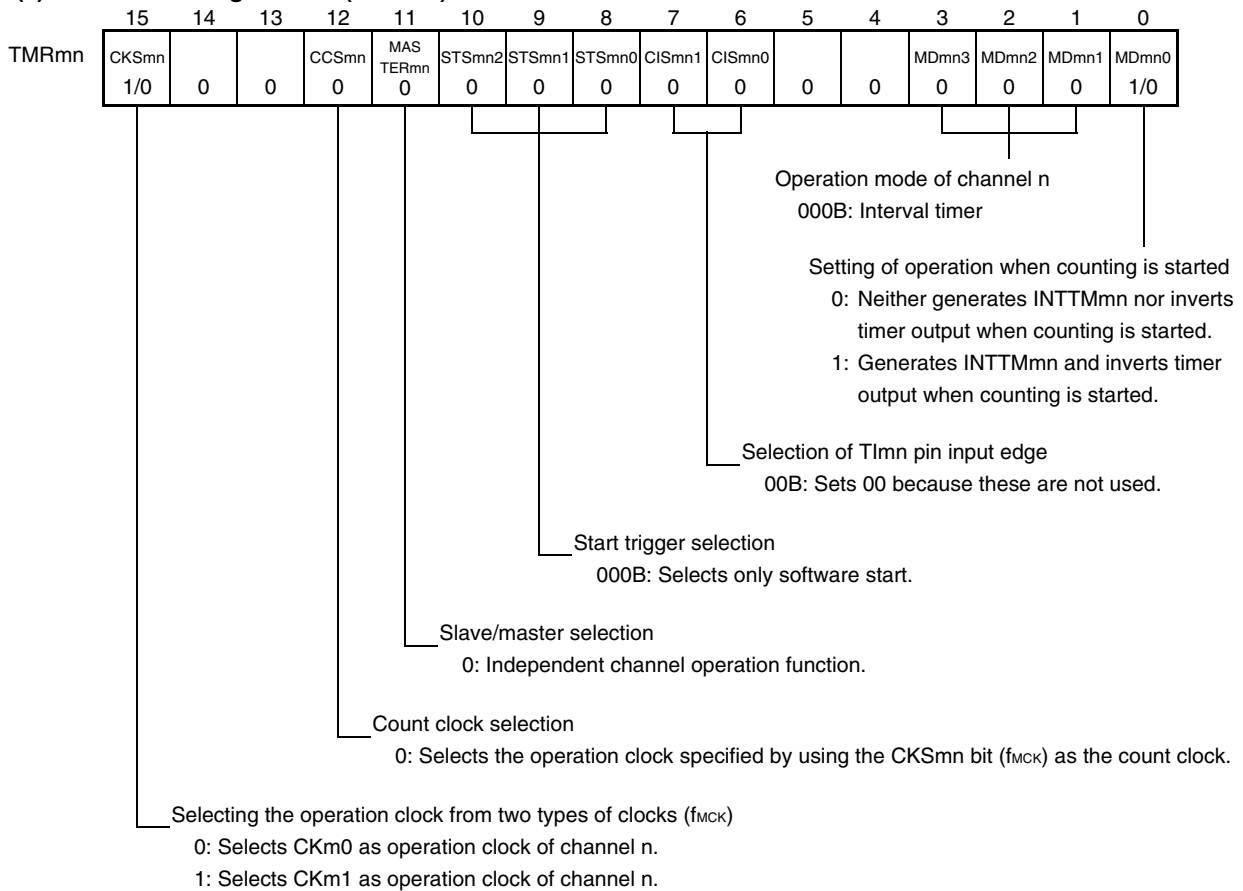 15 14 13 12 11 10 9 8 7 6 5 4 3 2 1 0
TMRmn CKSmn CCSmn MAS TERmn STSmn2 STSmn1 STSmn0 CISmn1 CISmn0 MDmn3 MDmn2 MDmn1 MDmn0
1/0 0 0 0 0 0 0 0 0 0 0 0 0 0 0 1/0
Operation mode of channel n
000B: Interval timer
Setting of operation when counting is started
0: Neither generates INTTMmn nor inverts
timer output when counting is started.
1: Generates INTTMmn and inverts timer
output when counting is started.
Selection of TImn pin input edge
00B: Sets 00 because these are not used.
Start trigger selection
000B: Selects only software start.
Slave/master selection
0: Independent channel operation function.
Count clock selection
0: Selects the operation clock specified by using the CKSmn bit (fMCK) as the count clock.
Selecting the operation clock from two types of clocks (fMCK)
0: Selects CKm0 as operation clock of channel n.
1: Selects CKm1 as operation clock of channel n.